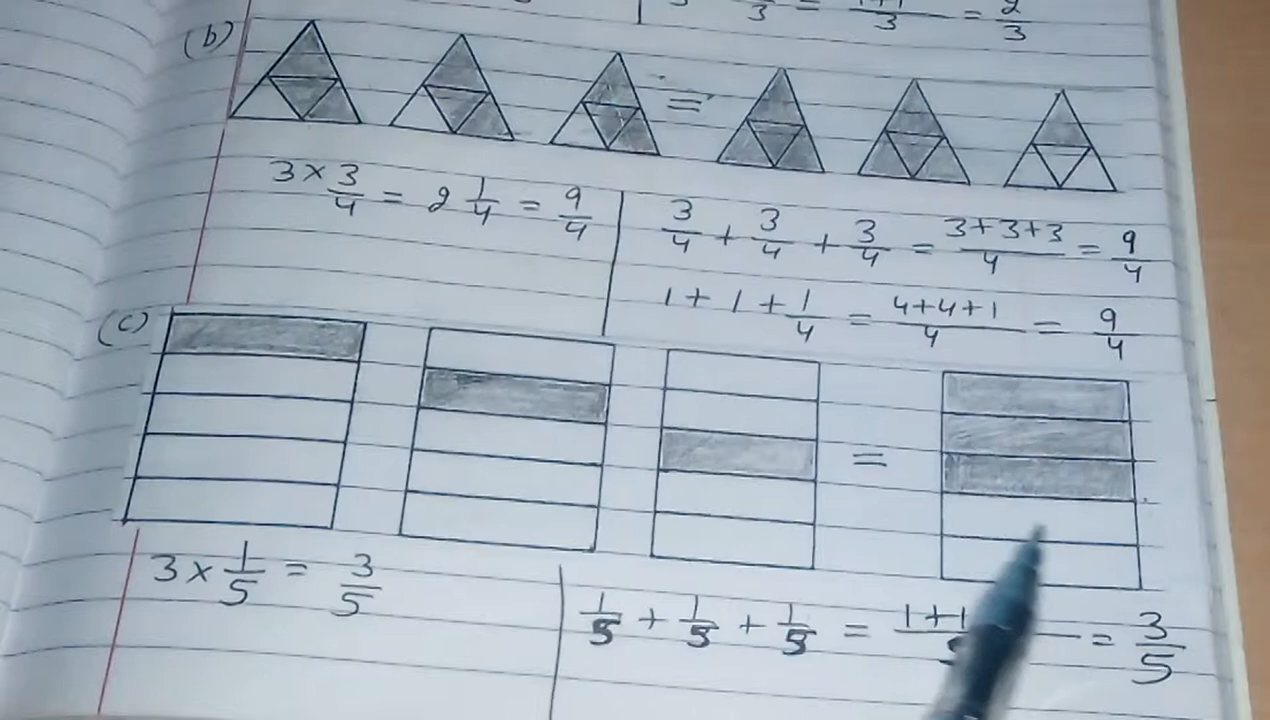 3 = 1+1/3 = 2/3
(b)
=
3 × 3/4 = 2 1/4 = 9/4
3/4 + 3/4 + 3/4 = 3+3+3/4 = 9/4
1 + 1 + 1/4 = 4+4+1/4 = 9/4
(c)
=
3 × 1/5 = 3/5
1/5 + 1/5 + 1/5 = 1+1 = 3/5